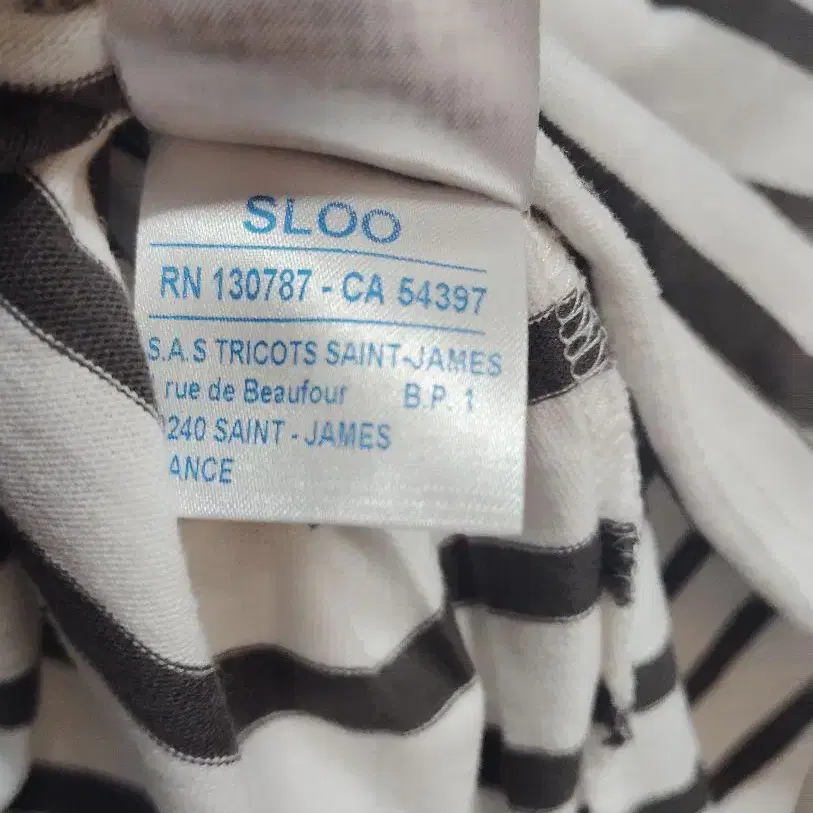 SLOO
RN 130787 - CA 54397
S.A.S TRICOTS SAINT-JAMES
rue de Beaufour B.P. 1
240 SAINT - JAMES
ANCE